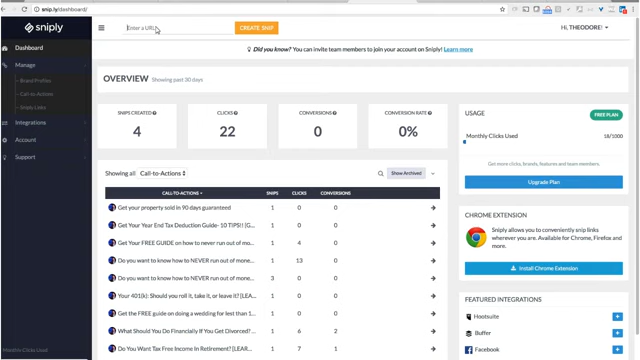 snip.ly/dashboard/
sniply
Enter a URL
CREATE SNIP
Hi, THEODORE!
Did you know? You can invite team members to join your account on Sniply! Learn more
Dashboard
Manage
Brand Profiles
Call-to-Actions
Sniply Links
Integrations
Account
Support
Monthly Clicks Used
OVERVIEW Showing past 30 days
SNIPS CREATED
4
CLICKS
22
CONVERSIONS
0
CONVERSION RATE
0%
Showing all Call-to-Actions
Show Archived
CALL-TO-ACTIONS SNIPS CLICKS CONVERSIONS
Get your property sold in 90 days guaranteed 1 0 0
Get your Year End Tax Deduction Guide- 10 TIPS!! [G... 1 0 0
Get your FREE GUIDE on how to never run out of mone... 1 4 0
Do you want to know how to NEVER run out of money... 1 13 0
Do you want to know how to NEVER run out of money... 3 0 0
Your 401(k): Should you roll it, take it, or leave it? [LEA... 1 0 0
Get the FREE guide on doing a wedding for less than 1... 1 0 0
What Should You Do Financially If You Get Divorced? ... 1 6 2 0
Do You Want Tax Free Income In Retirement? [LEARN... 1 7 1 0
USAGE
FREE PLAN
Monthly Clicks Used 18/1000
Get more clicks, brands, features and team members.
Upgrade Plan
CHROME EXTENSION
Sniply allows you to conveniently snip links
wherever you are. Available for Chrome, Firefox and
more.
Install Chrome Extension
FEATURED INTEGRATIONS
Hootsuite
Buffer
Facebook